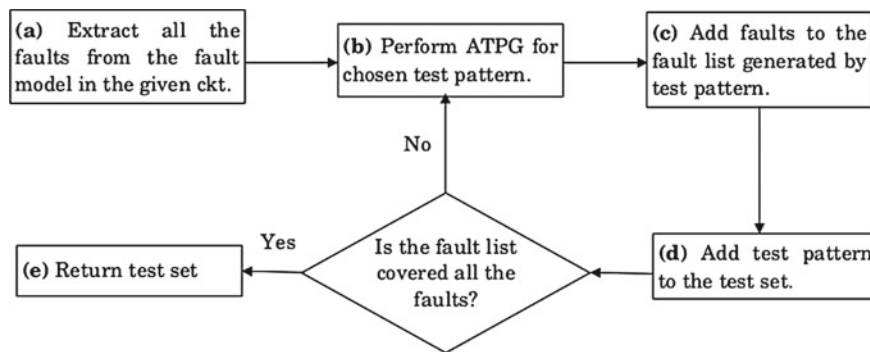 (a) Extract all the
faults from the fault
model in the given ckt.
(b) Perform ATPG for
chosen test pattern.
(c) Add faults to the
fault list generated by
test pattern.
No
Yes
Is the fault list
covered all the
faults?
(d) Add test pattern
to the test set.
(e) Return test set